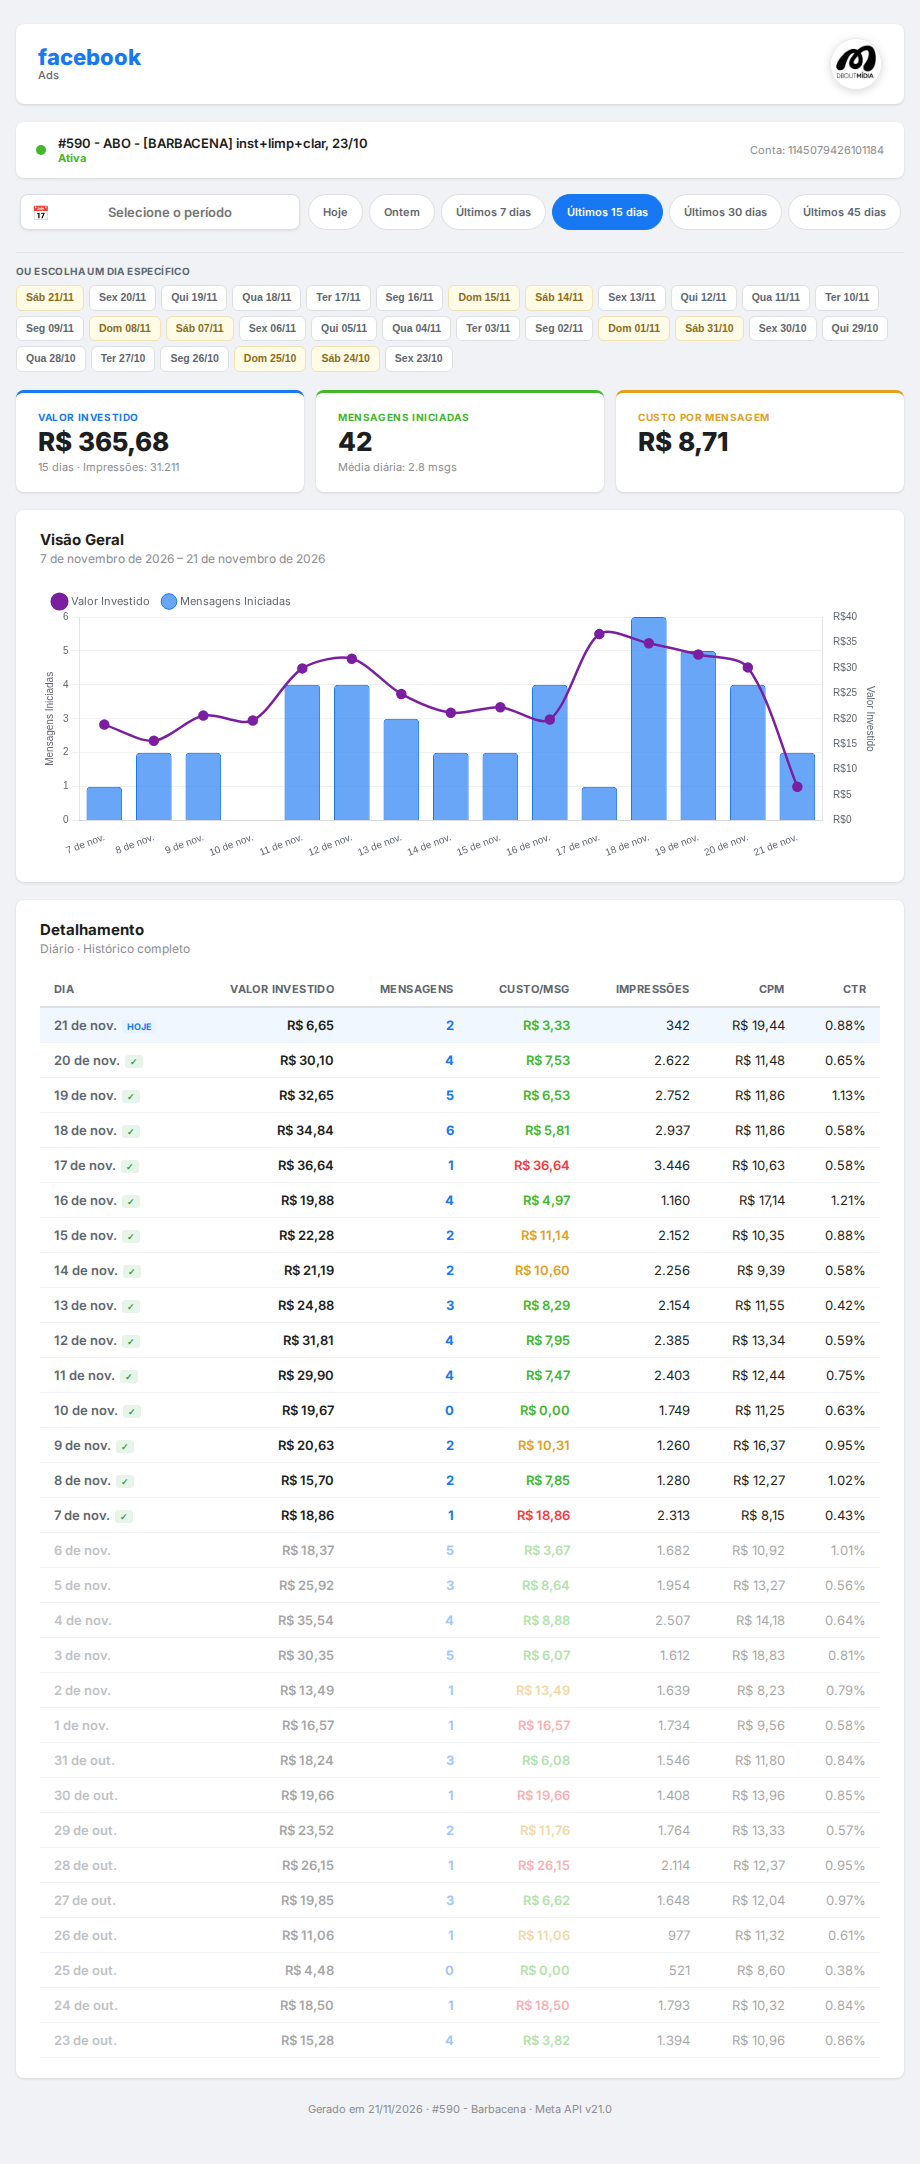 facebook
Ads
DBOUTMÍDIA
#590 - ABO - [BARBACENA] inst+limp+clar, 23/10
Ativa
Conta: 1145079426101184
Selecione o período
Hoje
Ontem
Últimos 7 dias
Últimos 15 dias
Últimos 30 dias
Últimos 45 dias
OU ESCOLHA UM DIA ESPECÍFICO
Sáb 21/11 Sex 20/11 Qui 19/11 Qua 18/11 Ter 17/11 Seg 16/11 Dom 15/11 Sáb 14/11 Sex 13/11 Qui 12/11 Qua 11/11 Ter 10/11
Seg 09/11 Dom 08/11 Sáb 07/11 Sex 06/11 Qui 05/11 Qua 04/11 Ter 03/11 Seg 02/11 Dom 01/11 Sáb 31/10 Sex 30/10 Qui 29/10
Qua 28/10 Ter 27/10 Seg 26/10 Dom 25/10 Sáb 24/10 Sex 23/10
VALOR INVESTIDO
R$ 365,68
15 dias · Impressões: 31.211
MENSAGENS INICIADAS
42
Média diária: 2.8 msgs
CUSTO POR MENSAGEM
R$ 8,71
Visão Geral
7 de novembro de 2026 – 21 de novembro de 2026
Valor Investido
Mensagens Iniciadas
6
5
4
3
2
1
0
Mensagens Iniciadas
R$40
R$35
R$30
R$25
R$20
R$15
R$10
R$5
R$0
Valor Investido
7 de nov. 8 de nov. 9 de nov. 10 de nov. 11 de nov. 12 de nov. 13 de nov. 14 de nov. 15 de nov. 16 de nov. 17 de nov. 18 de nov. 19 de nov. 20 de nov. 21 de nov.
Detalhamento
Diário · Histórico completo
DIA VALOR INVESTIDO MENSAGENS CUSTO/MSG IMPRESSÕES CPM CTR
21 de nov. HOJE R$ 6,65 2 R$ 3,33 342 R$ 19,44 0.88%
20 de nov. ✓ R$ 30,10 4 R$ 7,53 2.622 R$ 11,48 0.65%
19 de nov. ✓ R$ 32,65 5 R$ 6,53 2.752 R$ 11,86 1.13%
18 de nov. ✓ R$ 34,84 6 R$ 5,81 2.937 R$ 11,86 0.58%
17 de nov. ✓ R$ 36,64 1 R$ 36,64 3.446 R$ 10,63 0.58%
16 de nov. ✓ R$ 19,88 4 R$ 4,97 1.160 R$ 17,14 1.21%
15 de nov. ✓ R$ 22,28 2 R$ 11,14 2.152 R$ 10,35 0.88%
14 de nov. ✓ R$ 21,19 2 R$ 10,60 2.256 R$ 9,39 0.58%
13 de nov. ✓ R$ 24,88 3 R$ 8,29 2.154 R$ 11,55 0.42%
12 de nov. ✓ R$ 31,81 4 R$ 7,95 2.385 R$ 13,34 0.59%
11 de nov. ✓ R$ 29,90 4 R$ 7,47 2.403 R$ 12,44 0.75%
10 de nov. ✓ R$ 19,67 0 R$ 0,00 1.749 R$ 11,25 0.63%
9 de nov. ✓ R$ 20,63 2 R$ 10,31 1.260 R$ 16,37 0.95%
8 de nov. ✓ R$ 15,70 2 R$ 7,85 1.280 R$ 12,27 1.02%
7 de nov. ✓ R$ 18,86 1 R$ 18,86 2.313 R$ 8,15 0.43%
6 de nov. R$ 18,37 5 R$ 3,67 1.682 R$ 10,92 1.01%
5 de nov. R$ 25,92 3 R$ 8,64 1.954 R$ 13,27 0.56%
4 de nov. R$ 35,54 4 R$ 8,88 2.507 R$ 14,18 0.64%
3 de nov. R$ 30,35 5 R$ 6,07 1.612 R$ 18,83 0.81%
2 de nov. R$ 13,49 1 R$ 13,49 1.639 R$ 8,23 0.79%
1 de nov. R$ 16,57 1 R$ 16,57 1.734 R$ 9,56 0.58%
31 de out. R$ 18,24 3 R$ 6,08 1.546 R$ 11,80 0.84%
30 de out. R$ 19,66 1 R$ 19,66 1.408 R$ 13,96 0.85%
29 de out. R$ 23,52 2 R$ 11,76 1.764 R$ 13,33 0.57%
28 de out. R$ 26,15 1 R$ 26,15 2.114 R$ 12,37 0.95%
27 de out. R$ 19,85 3 R$ 6,62 1.648 R$ 12,04 0.97%
26 de out. R$ 11,06 1 R$ 11,06 977 R$ 11,32 0.61%
25 de out. R$ 4,48 0 R$ 0,00 521 R$ 8,60 0.38%
24 de out. R$ 18,50 1 R$ 18,50 1.793 R$ 10,32 0.84%
23 de out. R$ 15,28 4 R$ 3,82 1.394 R$ 10,96 0.86%
Gerado em 21/11/2026 · #590 - Barbacena · Meta API v21.0